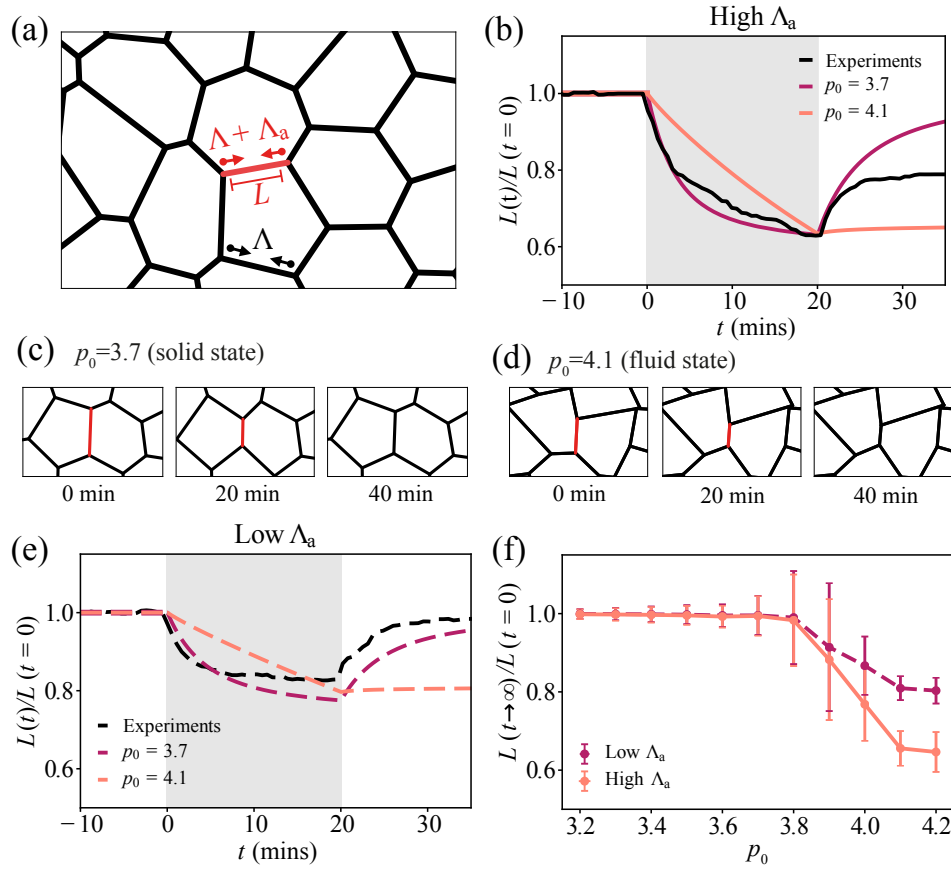 (a)
Λ + Λa
L
Λ
(b)
High Λa
Experiments
p0 = 3.7
p0 = 4.1
L(t)/L (t = 0)
1.0
0.8
0.6
−10
0
10
20
30
t (mins)
(c)
p0=3.7 (solid state)
0 min
20 min
40 min
(d)
p0=4.1 (fluid state)
0 min
20 min
40 min
(e)
Low Λa
L(t)/L (t = 0)
1.0
0.8
0.6
Experiments
p0 = 3.7
p0 = 4.1
−10
0
10
20
30
t (mins)
(f)
L (t→∞)/L (t = 0)
1.0
0.8
0.6
Low Λa
High Λa
3.2
3.4
3.6
3.8
4.0
4.2
p0